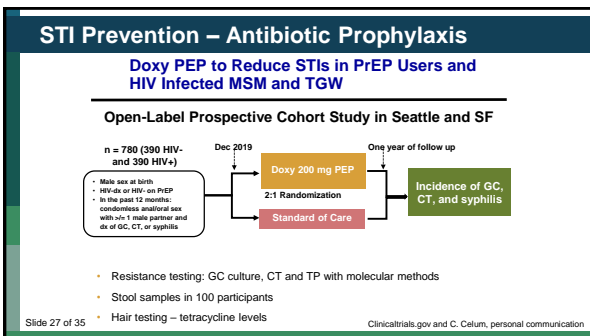 STI Prevention – Antibiotic Prophylaxis
Doxy PEP to Reduce STIs in PrEP Users and
HIV Infected MSM and TGW
Open-Label Prospective Cohort Study in Seattle and SF
n = 780 (390 HIV-
and 390 HIV+)
• Male sex at birth
• HIV-dx or HIV- on PrEP
• In the past 12 months:
condomless anal/oral sex
with >/= 1 male partner and
dx of GC, CT, or syphilis
Dec 2019
Doxy 200 mg PEP
2:1 Randomization
Standard of Care
One year of follow up
Incidence of GC,
CT, and syphilis
• Resistance testing: GC culture, CT and TP with molecular methods
• Stool samples in 100 participants
• Hair testing – tetracycline levels
Slide 27 of 35
Clinicaltrials.gov and C. Celum, personal communication